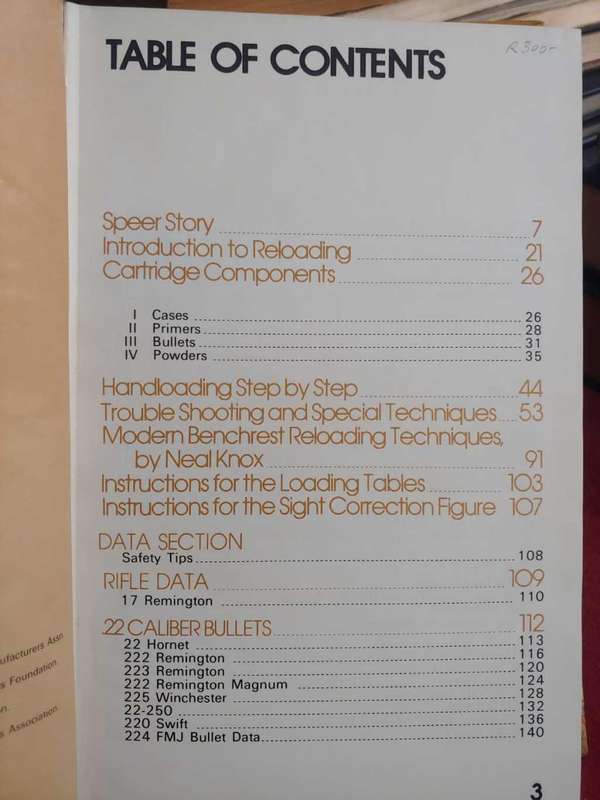 TABLE OF CONTENTS
R300-
Speer Story 7
Introduction to Reloading 21
Cartridge Components 26
I Cases 26
II Primers 28
III Bullets 31
IV Powders 35
Handloading Step by Step 44
Trouble Shooting and Special Techniques 53
Modern Benchrest Reloading Techniques,
by Neal Knox 91
Instructions for the Loading Tables 103
Instructions for the Sight Correction Figure 107
DATA SECTION
Safety Tips 108
RIFLE DATA 109
17 Remington 110
.22 CALIBER BULLETS 112
22 Hornet 113
222 Remington 116
223 Remington 120
222 Remington Magnum 124
225 Winchester 128
22-250 132
220 Swift 136
224 FMJ Bullet Data 140
3
ufacturers Assn
s Foundation.
n.
s Association.